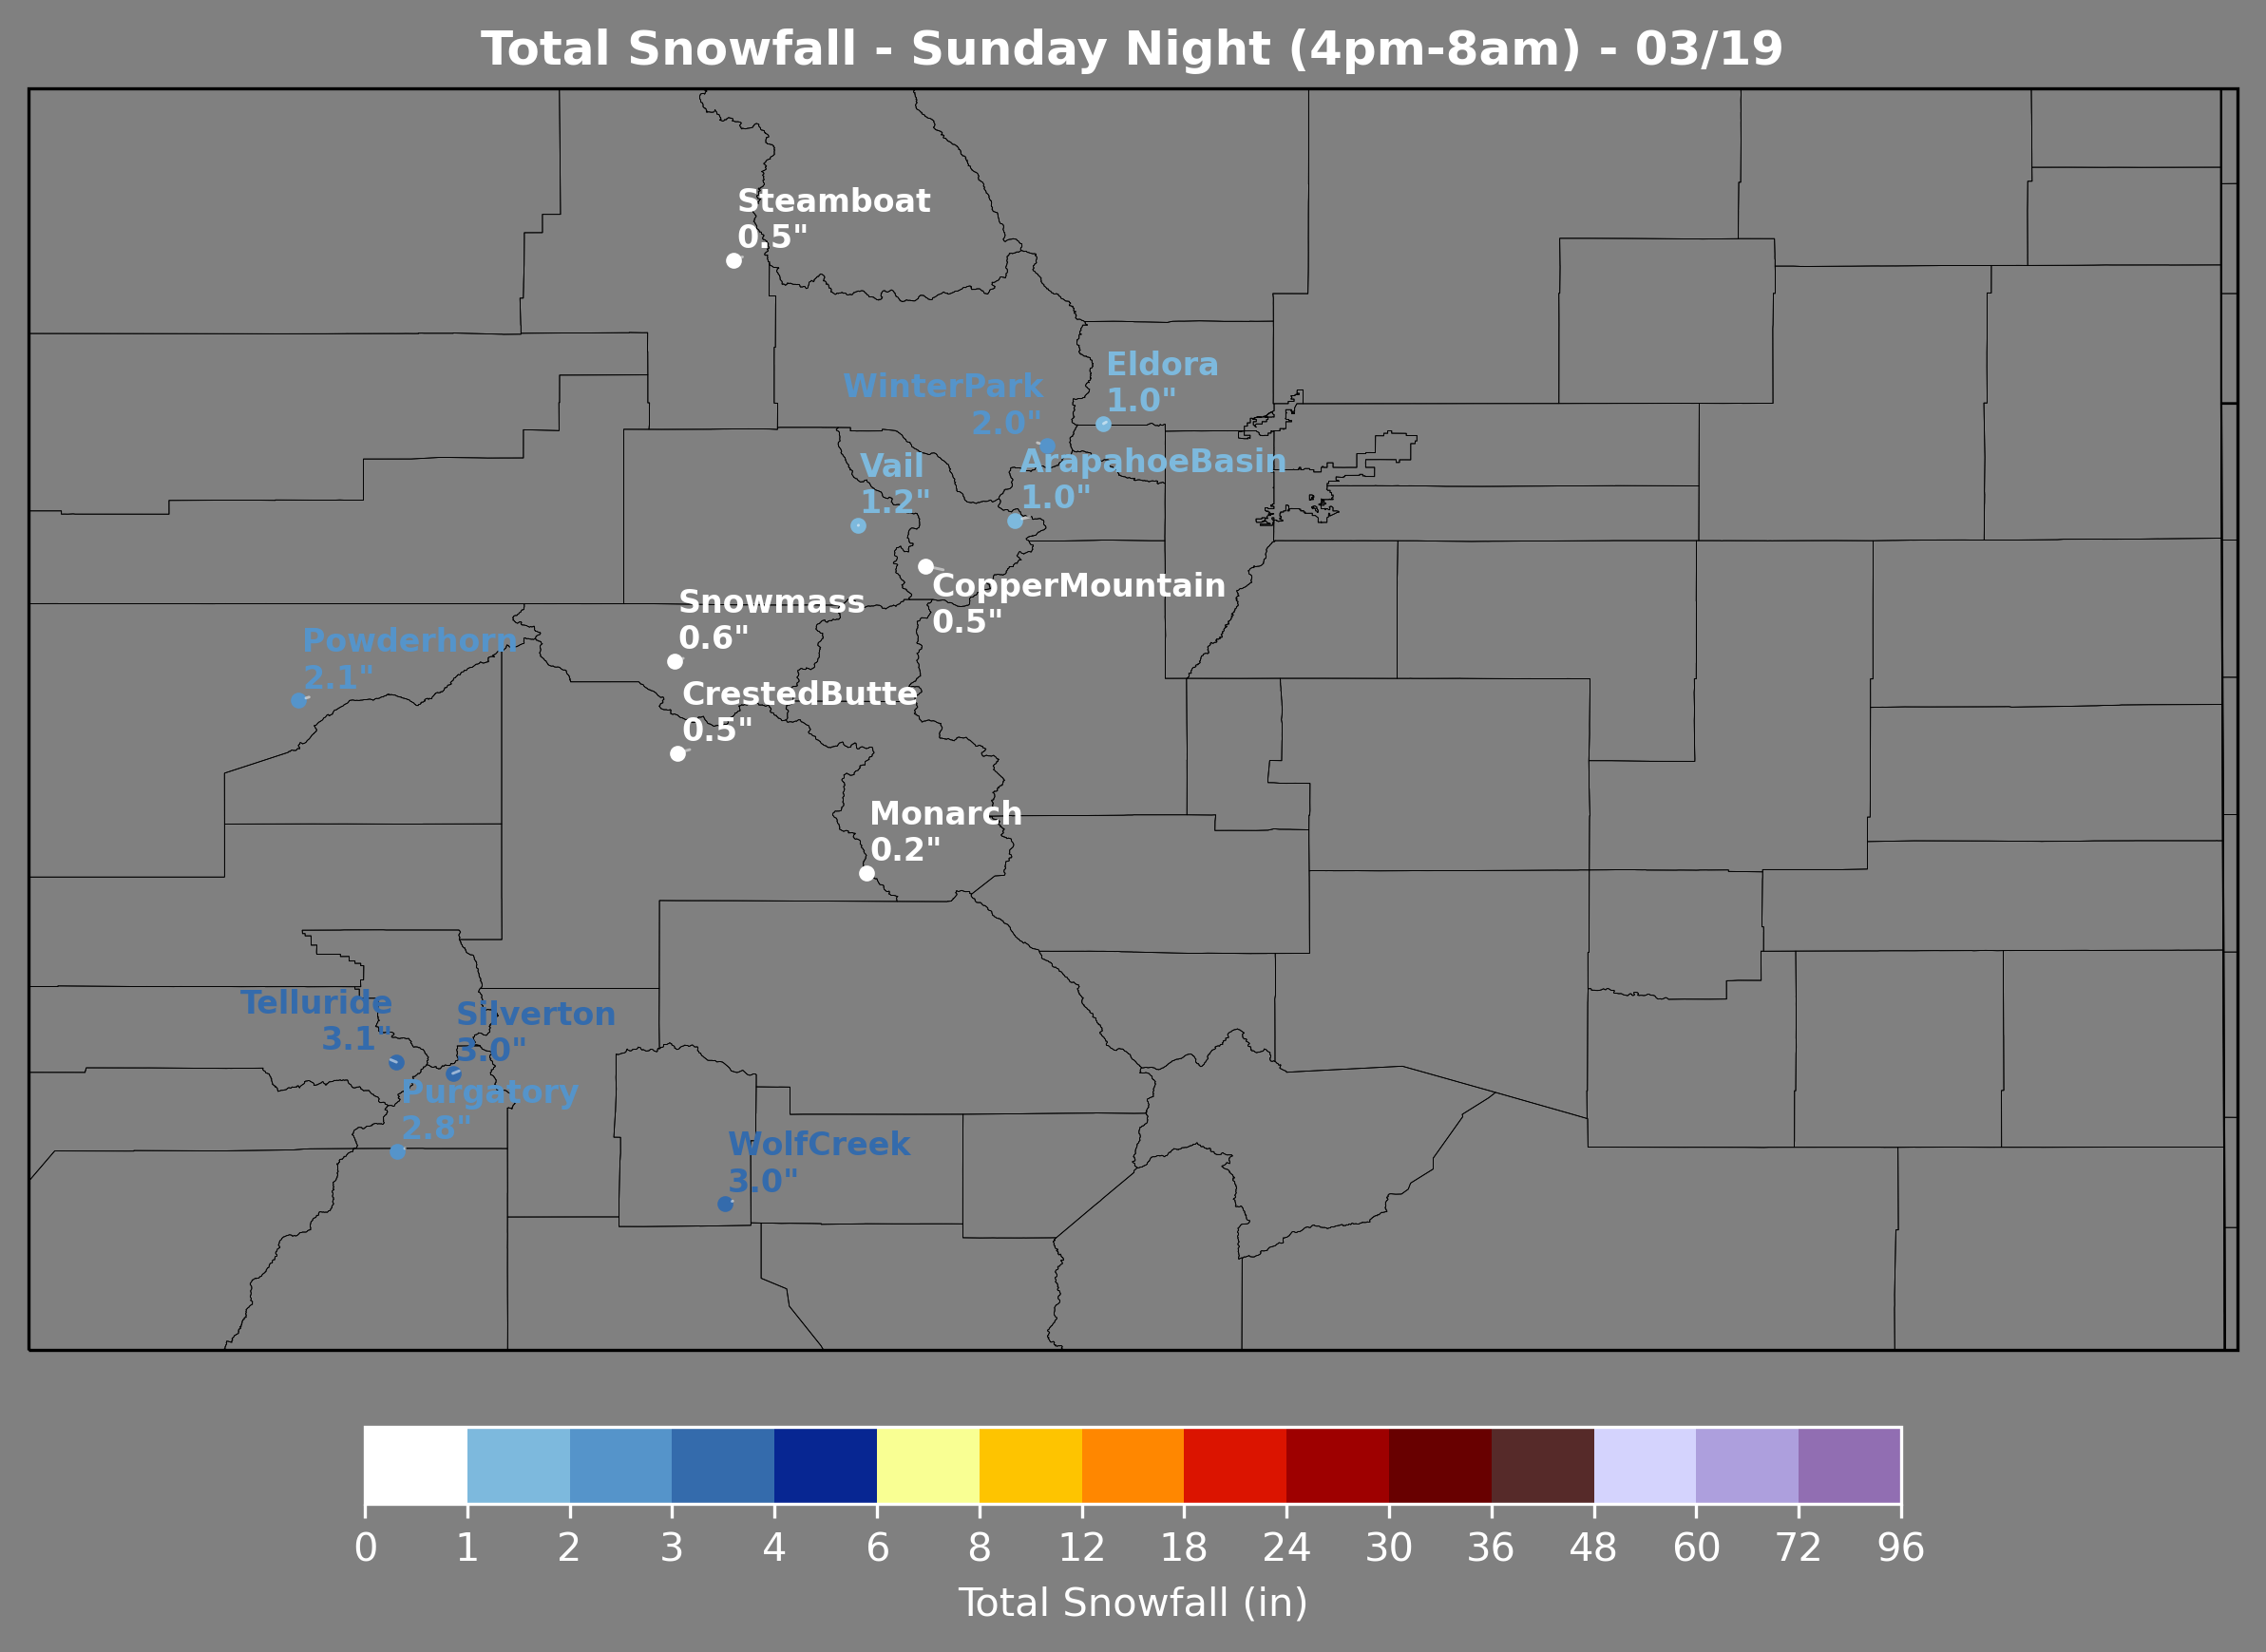 Total Snowfall - Sunday Night (4pm-8am) - 03/19
Steamboat
0.5"
Eldora
1.0"
WinterPark
2.0"
Vail
1.2"
ArapahoeBasin
1.0"
CopperMountain
0.5"
Snowmass
0.6"
Powderhorn
2.1"
CrestedButte
0.5"
Monarch
0.2"
Telluride
3.1"
Silverton
3.0"
Purgatory
2.8"
WolfCreek
3.0"
0 1 2 3 4 6 8 12 18 24 30 36 48 60 72 96
Total Snowfall (in)